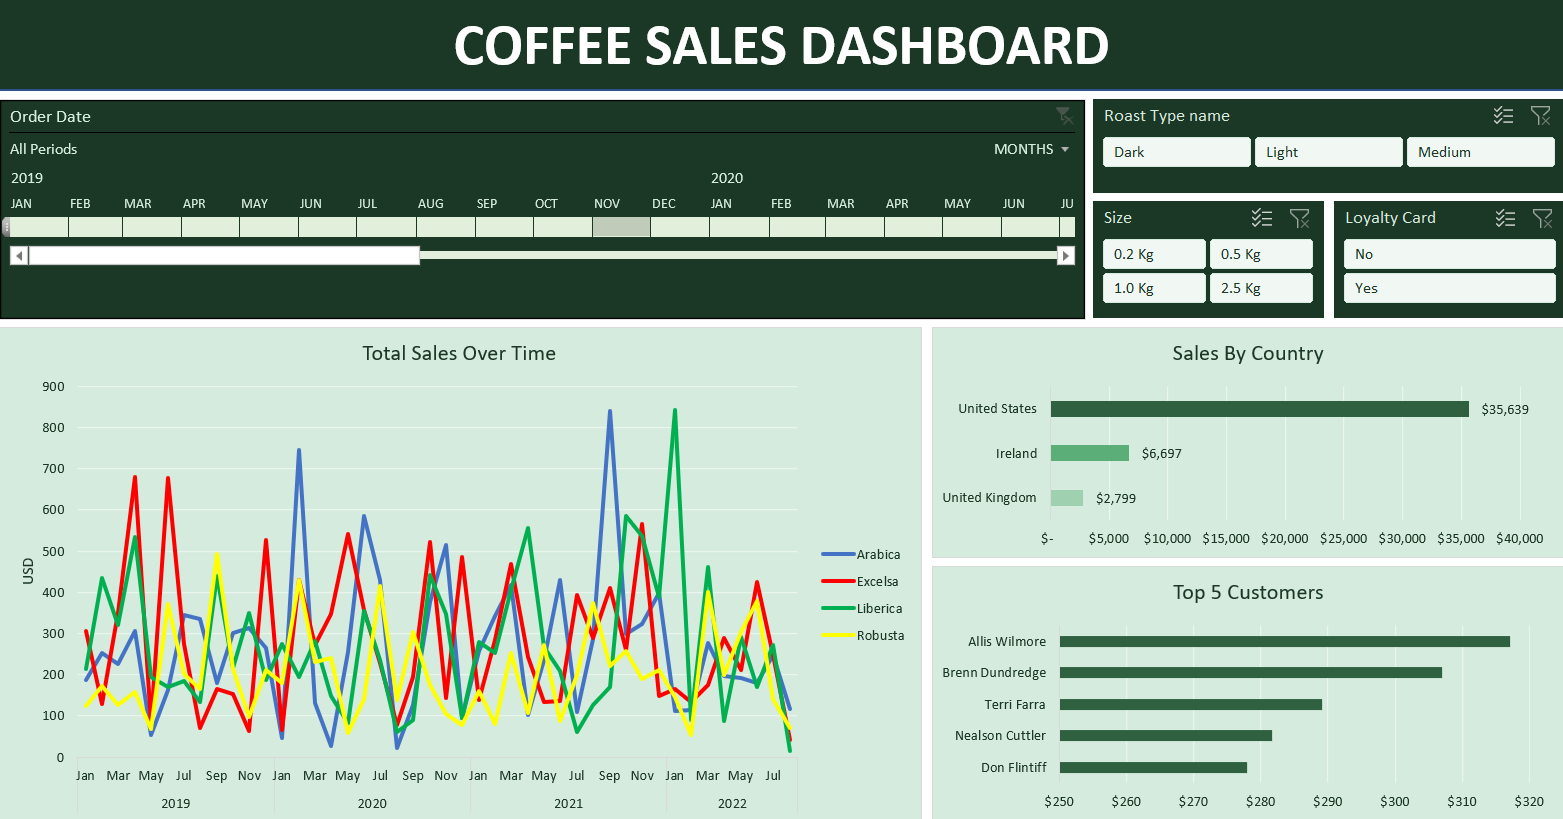 COFFEE SALES DASHBOARD
Order Date
All Periods MONTHS
2019 2020
JAN FEB MAR APR MAY JUN JUL AUG SEP OCT NOV DEC JAN FEB MAR APR MAY JUN JU
Roast Type name
Dark Light Medium
Size
0.2 Kg 0.5 Kg
1.0 Kg 2.5 Kg
Loyalty Card
No
Yes
Total Sales Over Time
900
800
700
600
500
400
300
200
100
0
USD
Jan Mar May Jul Sep Nov Jan Mar May Jul Sep Nov Jan Mar May Jul Sep Nov Jan Mar May Jul
2019 2020 2021 2022
Arabica
Excelsa
Liberica
Robusta
Sales By Country
United States $35,639
Ireland $6,697
United Kingdom $2,799
$- $5,000 $10,000 $15,000 $20,000 $25,000 $30,000 $35,000 $40,000
Top 5 Customers
Allis Wilmore
Brenn Dundredge
Terri Farra
Nealson Cuttler
Don Flintiff
$250 $260 $270 $280 $290 $300 $310 $320